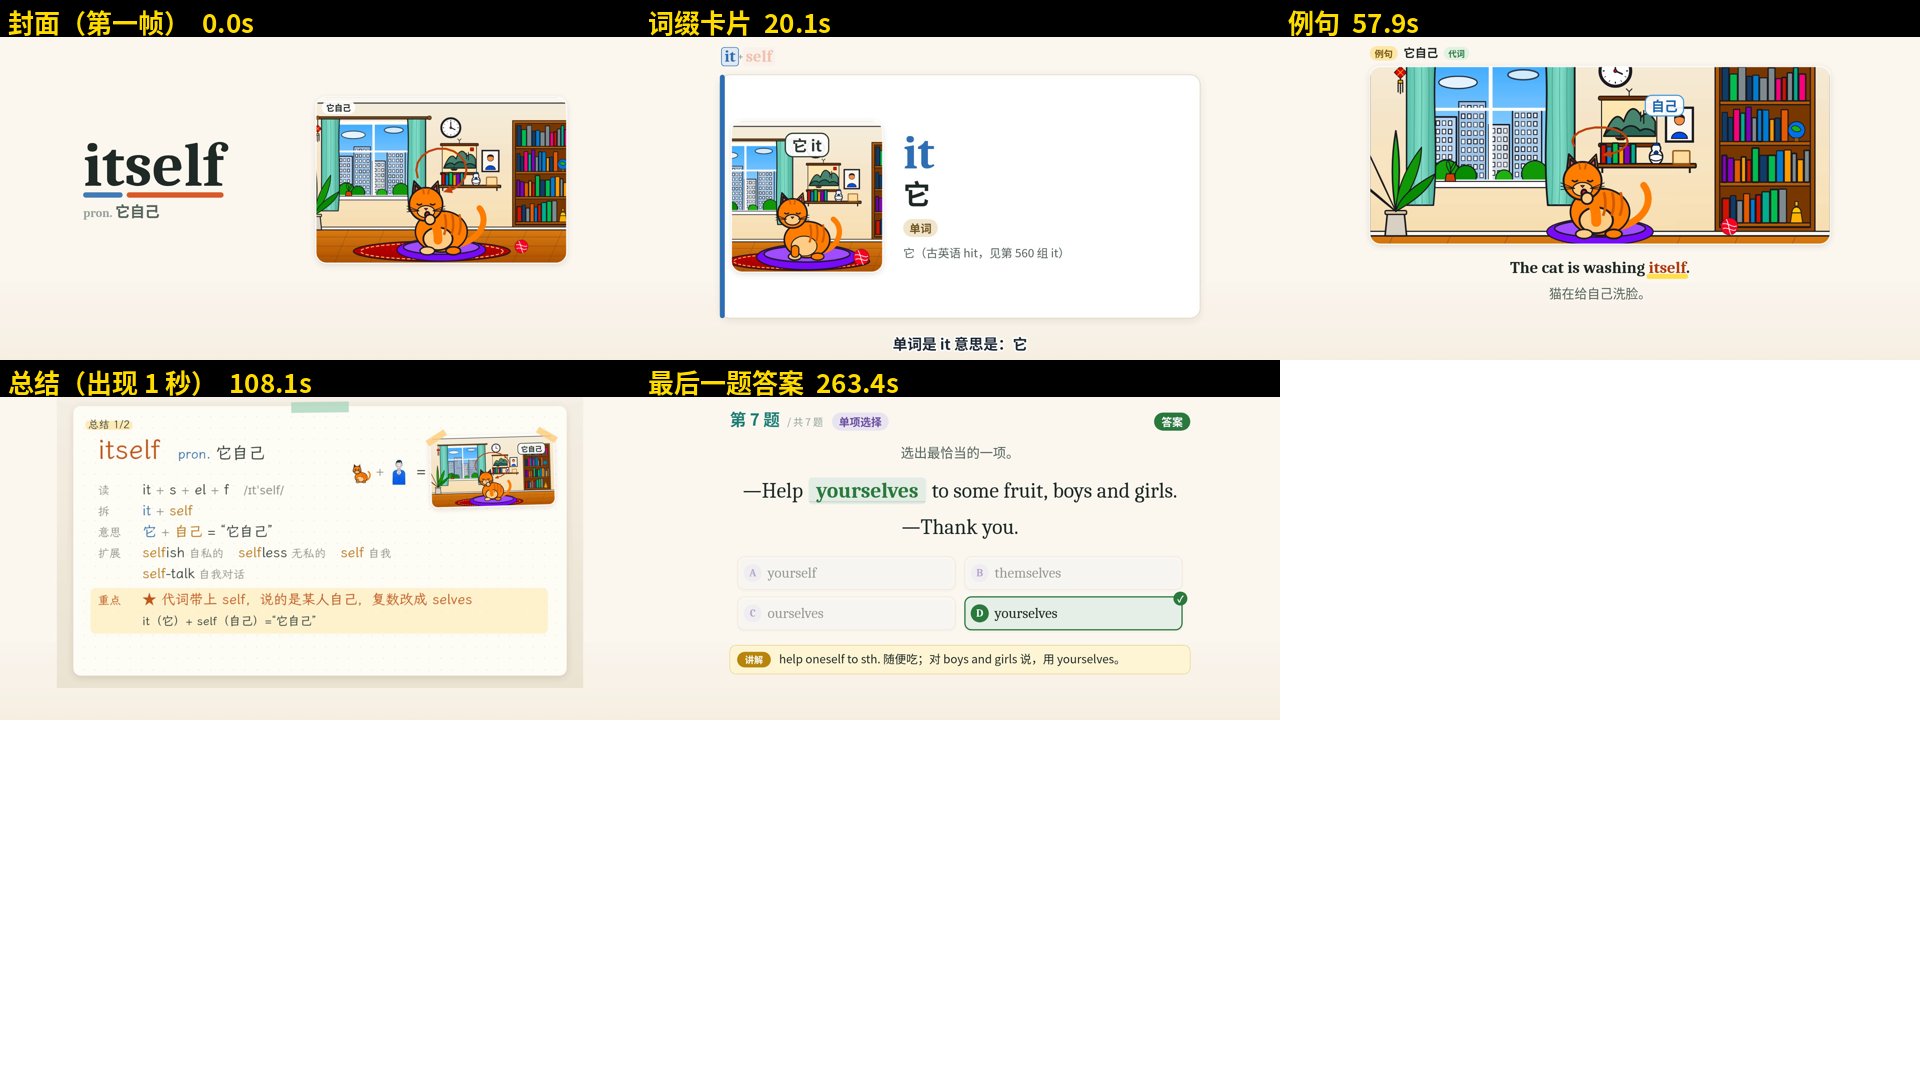 封面（第一帧） 0.0s
itself
pron. 它自己
它自己
词缀卡片 20.1s
it + self
它 it
it
它
单词
它（古英语 hit，见第 560 组 it）
单词是 it 意思是：它
例句 57.9s
例句 它自己 代词
自己
The cat is washing itself.
猫在给自己洗脸。
总结（出现 1 秒） 108.1s
总结 1/2
itself pron. 它自己
+ =
它自己
读 it + s + el + f /ɪt'self/
拆 it + self
意思 它 + 自己 = “它自己”
扩展 selfish 自私的 selfless 无私的 self 自我
self-talk 自我对话
重点 ★ 代词带上 self，说的是某人自己，复数改成 selves
it（它）+ self（自己）=“它自己”
最后一题答案 263.4s
第 7 题 / 共 7 题 单项选择 答案
选出最恰当的一项。
—Help yourselves to some fruit, boys and girls.
—Thank you.
A yourself B themselves
C ourselves D yourselves ✓
讲解 help oneself to sth. 随便吃；对 boys and girls 说，用 yourselves。